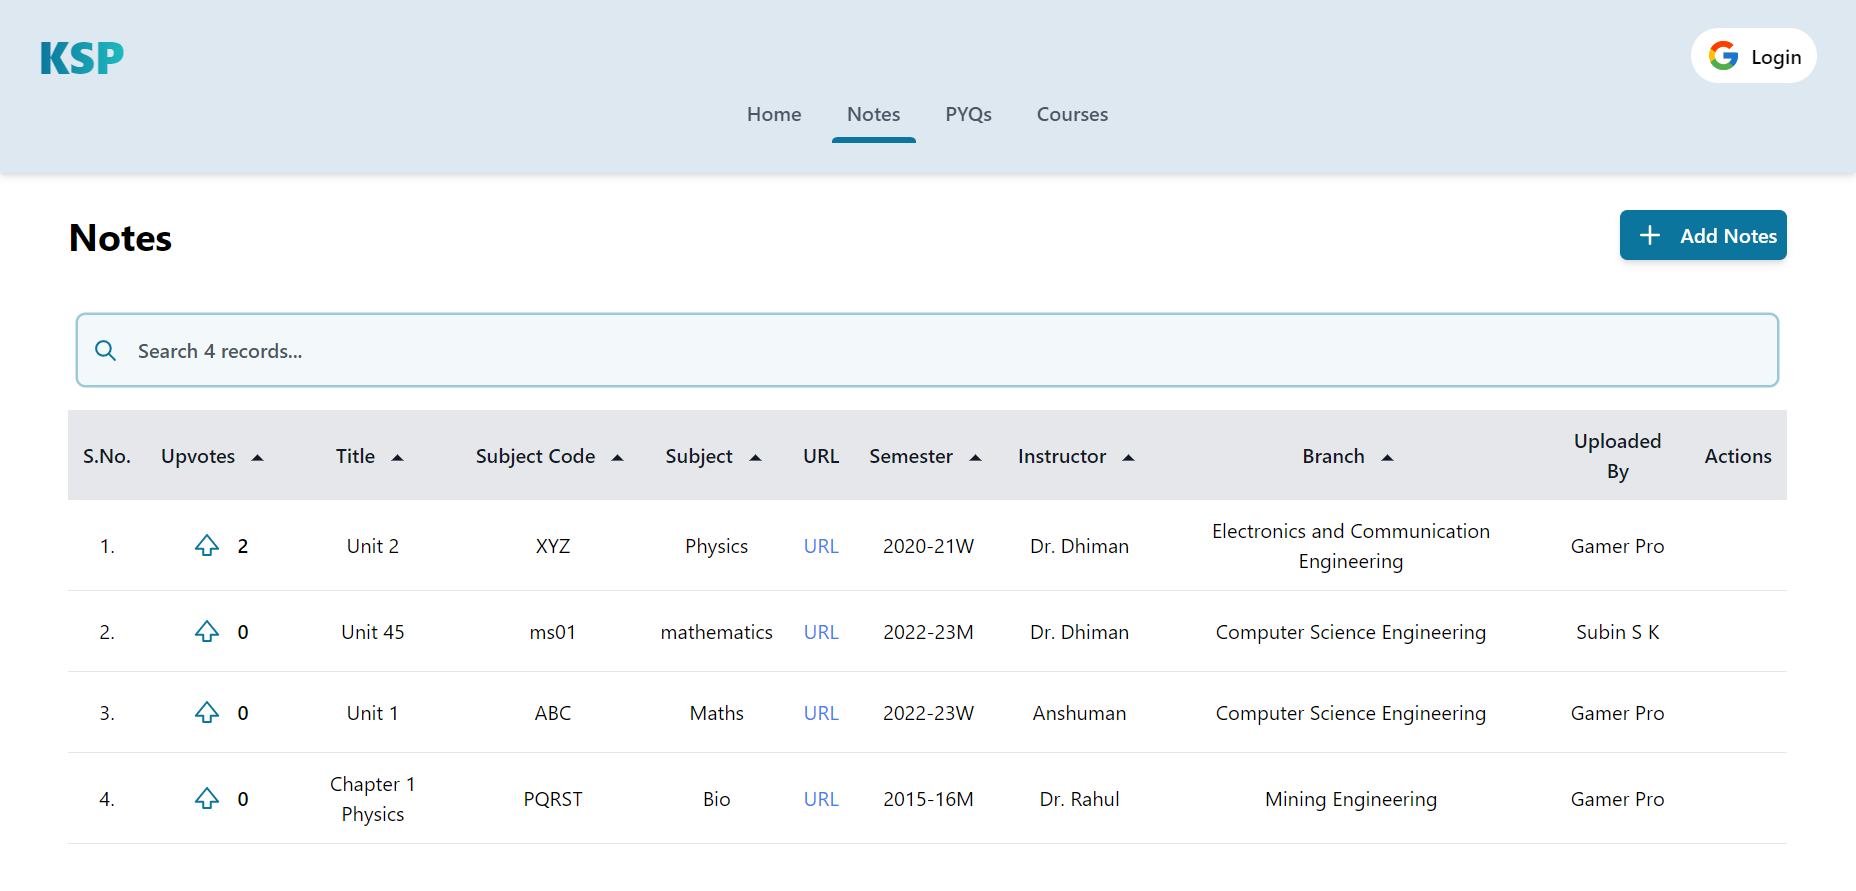 KSP
Login
Home Notes PYQs Courses
Notes
Add Notes
Search 4 records...
S.No. Upvotes Title Subject Code Subject URL Semester Instructor Branch Uploaded By Actions
1. 2 Unit 2 XYZ Physics URL 2020-21W Dr. Dhiman Electronics and Communication Engineering Gamer Pro
2. 0 Unit 45 ms01 mathematics URL 2022-23M Dr. Dhiman Computer Science Engineering Subin S K
3. 0 Unit 1 ABC Maths URL 2022-23W Anshuman Computer Science Engineering Gamer Pro
4. 0 Chapter 1 Physics PQRST Bio URL 2015-16M Dr. Rahul Mining Engineering Gamer Pro